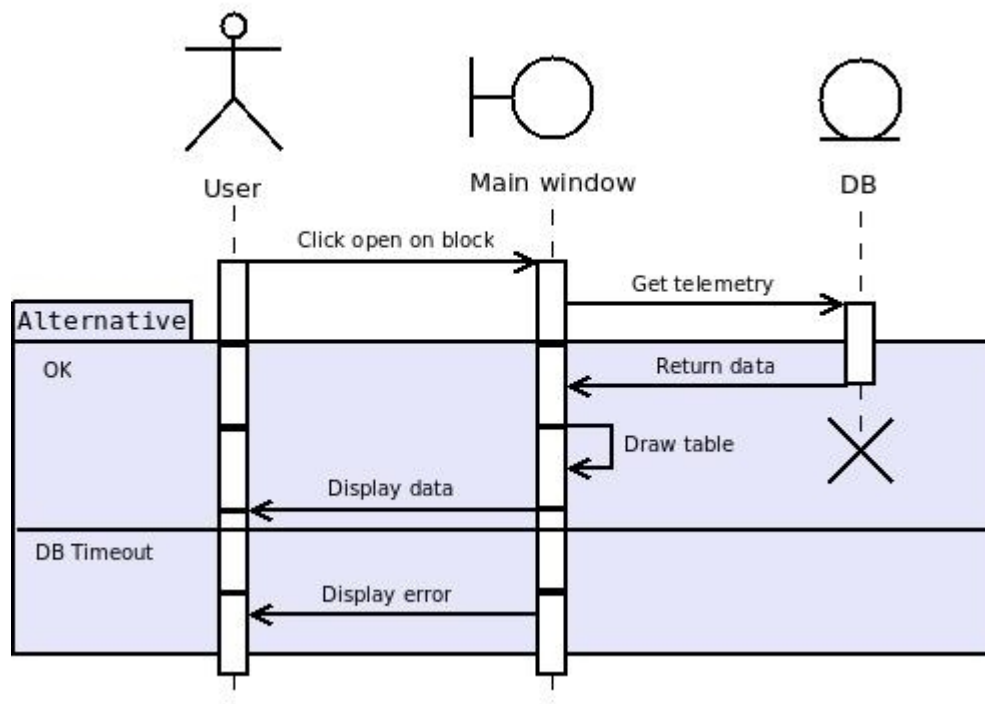 User
Main window
DB
Click open on block
Get telemetry
Alternative
OK
Return data
Draw table
Display data
DB Timeout
Display error